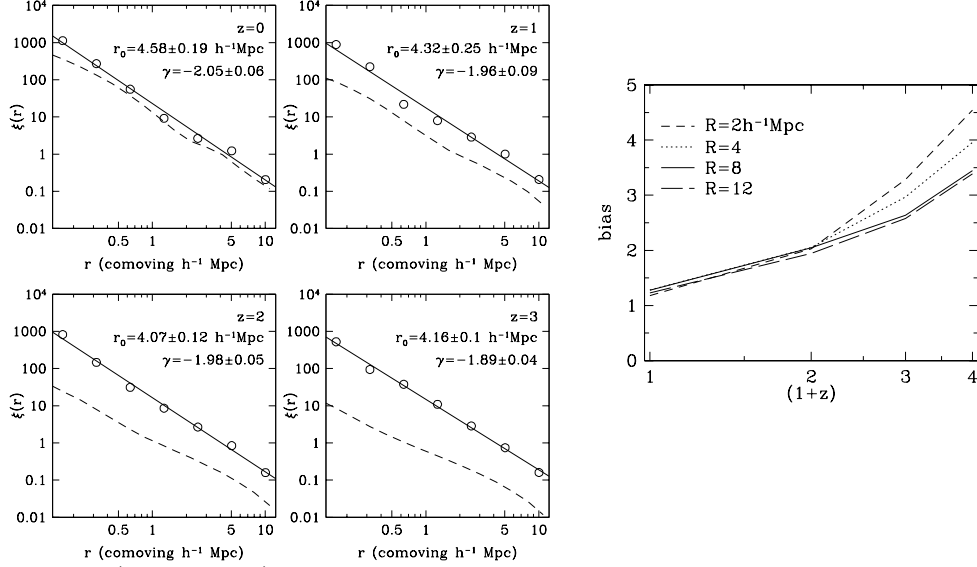 10⁴
1000
100
10
1
0.1
0.01
ξ(r)
z=0
r₀=4.58±0.19 h⁻¹Mpc
γ=−2.05±0.06
0.5 1 5 10
r (comoving h⁻¹ Mpc)
10⁴
1000
100
10
1
0.1
0.01
ξ(r)
z=1
r₀=4.32±0.25 h⁻¹Mpc
γ=−1.96±0.09
0.5 1 5 10
r (comoving h⁻¹ Mpc)
10⁴
1000
100
10
1
0.1
0.01
ξ(r)
z=2
r₀=4.07±0.12 h⁻¹Mpc
γ=−1.98±0.05
0.5 1 5 10
r (comoving h⁻¹ Mpc)
10⁴
1000
100
10
1
0.1
0.01
ξ(r)
z=3
r₀=4.16±0.1 h⁻¹Mpc
γ=−1.89±0.04
0.5 1 5 10
r (comoving h⁻¹ Mpc)
5
4
3
2
1
0
bias
R=2h⁻¹Mpc
R=4
R=8
R=12
1 2 3 4
(1+z)